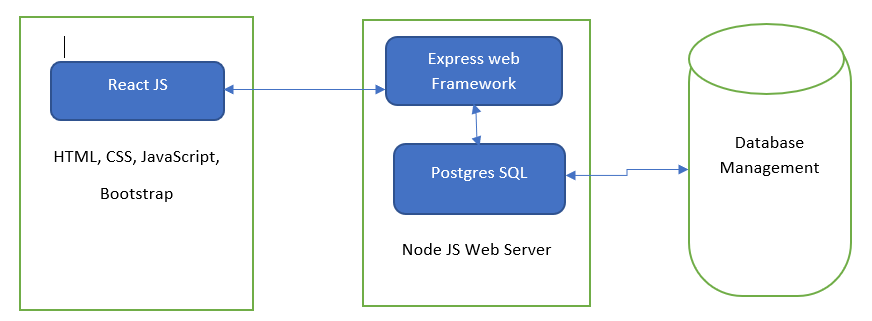 React JS
HTML, CSS, JavaScript,
Bootstrap
Express web
Framework
Postgres SQL
Node JS Web Server
Database
Management